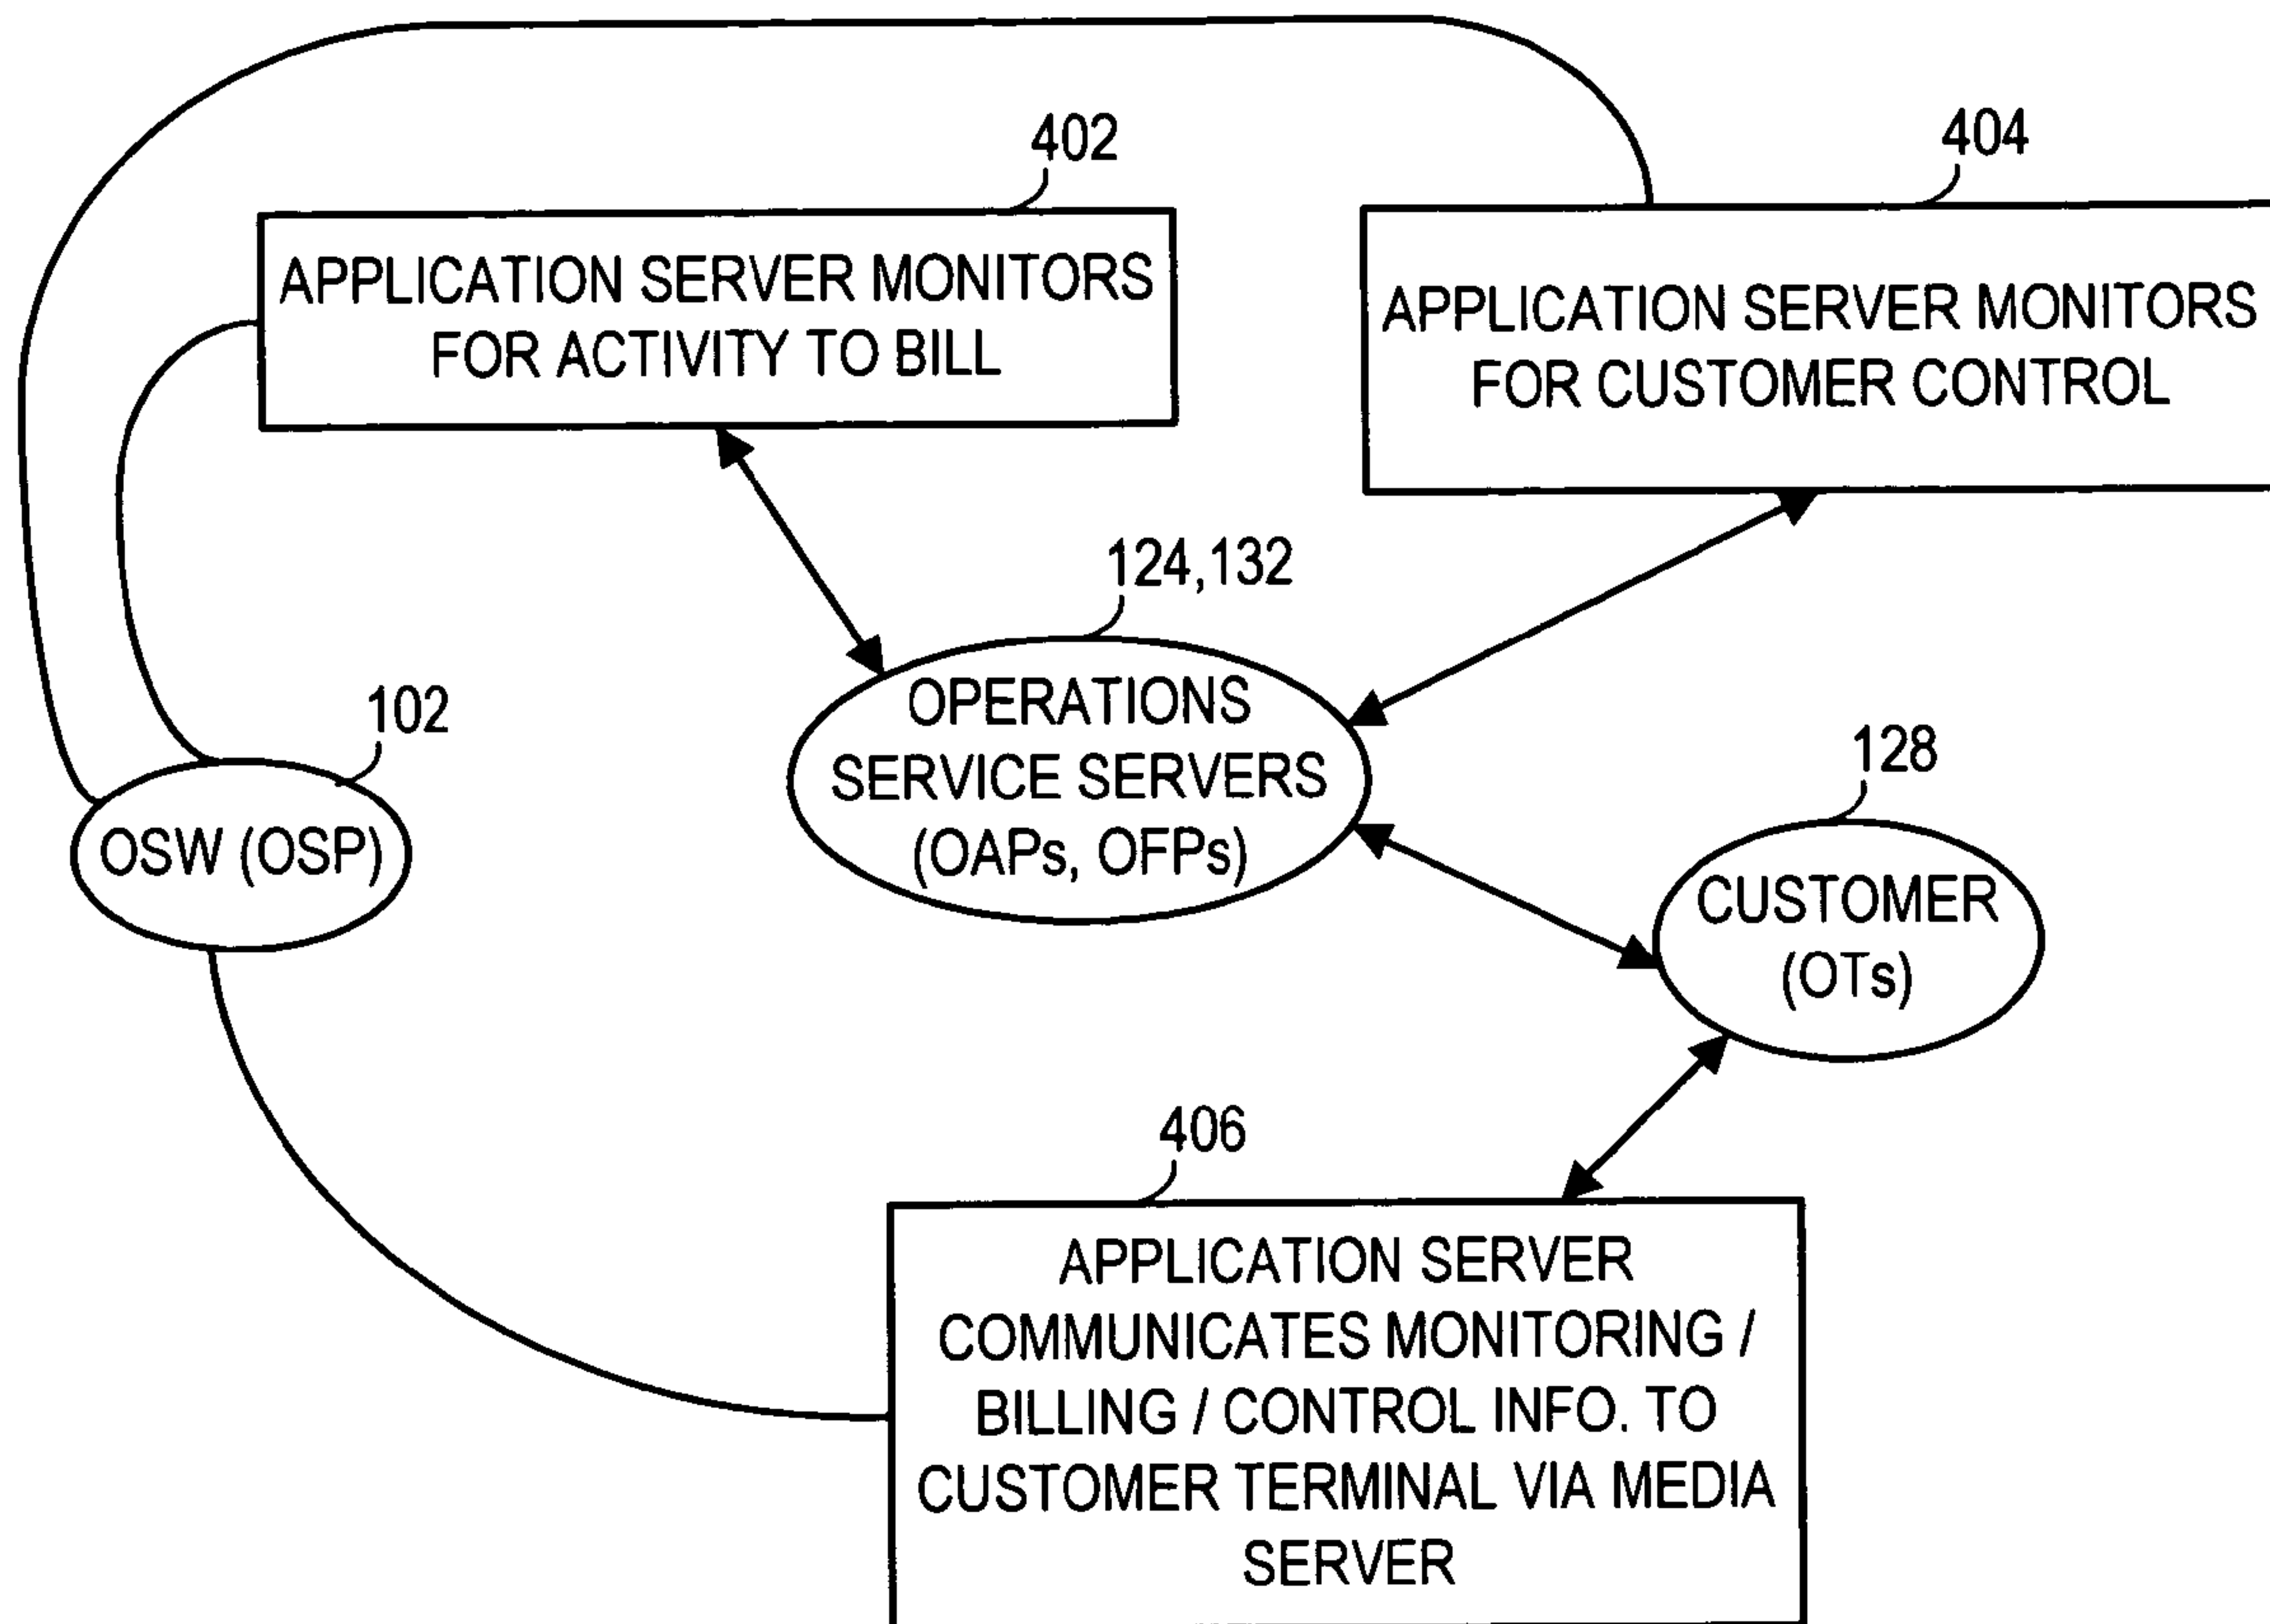 402
APPLICATION SERVER MONITORS
FOR ACTIVITY TO BILL
404
APPLICATION SERVER MONITORS
FOR CUSTOMER CONTROL
124,132
OPERATIONS
SERVICE SERVERS
(OAPs, OFPs)
102
OSW (OSP)
128
CUSTOMER
(OTs)
406
APPLICATION SERVER
COMMUNICATES MONITORING /
BILLING / CONTROL INFO. TO
CUSTOMER TERMINAL VIA MEDIA
SERVER